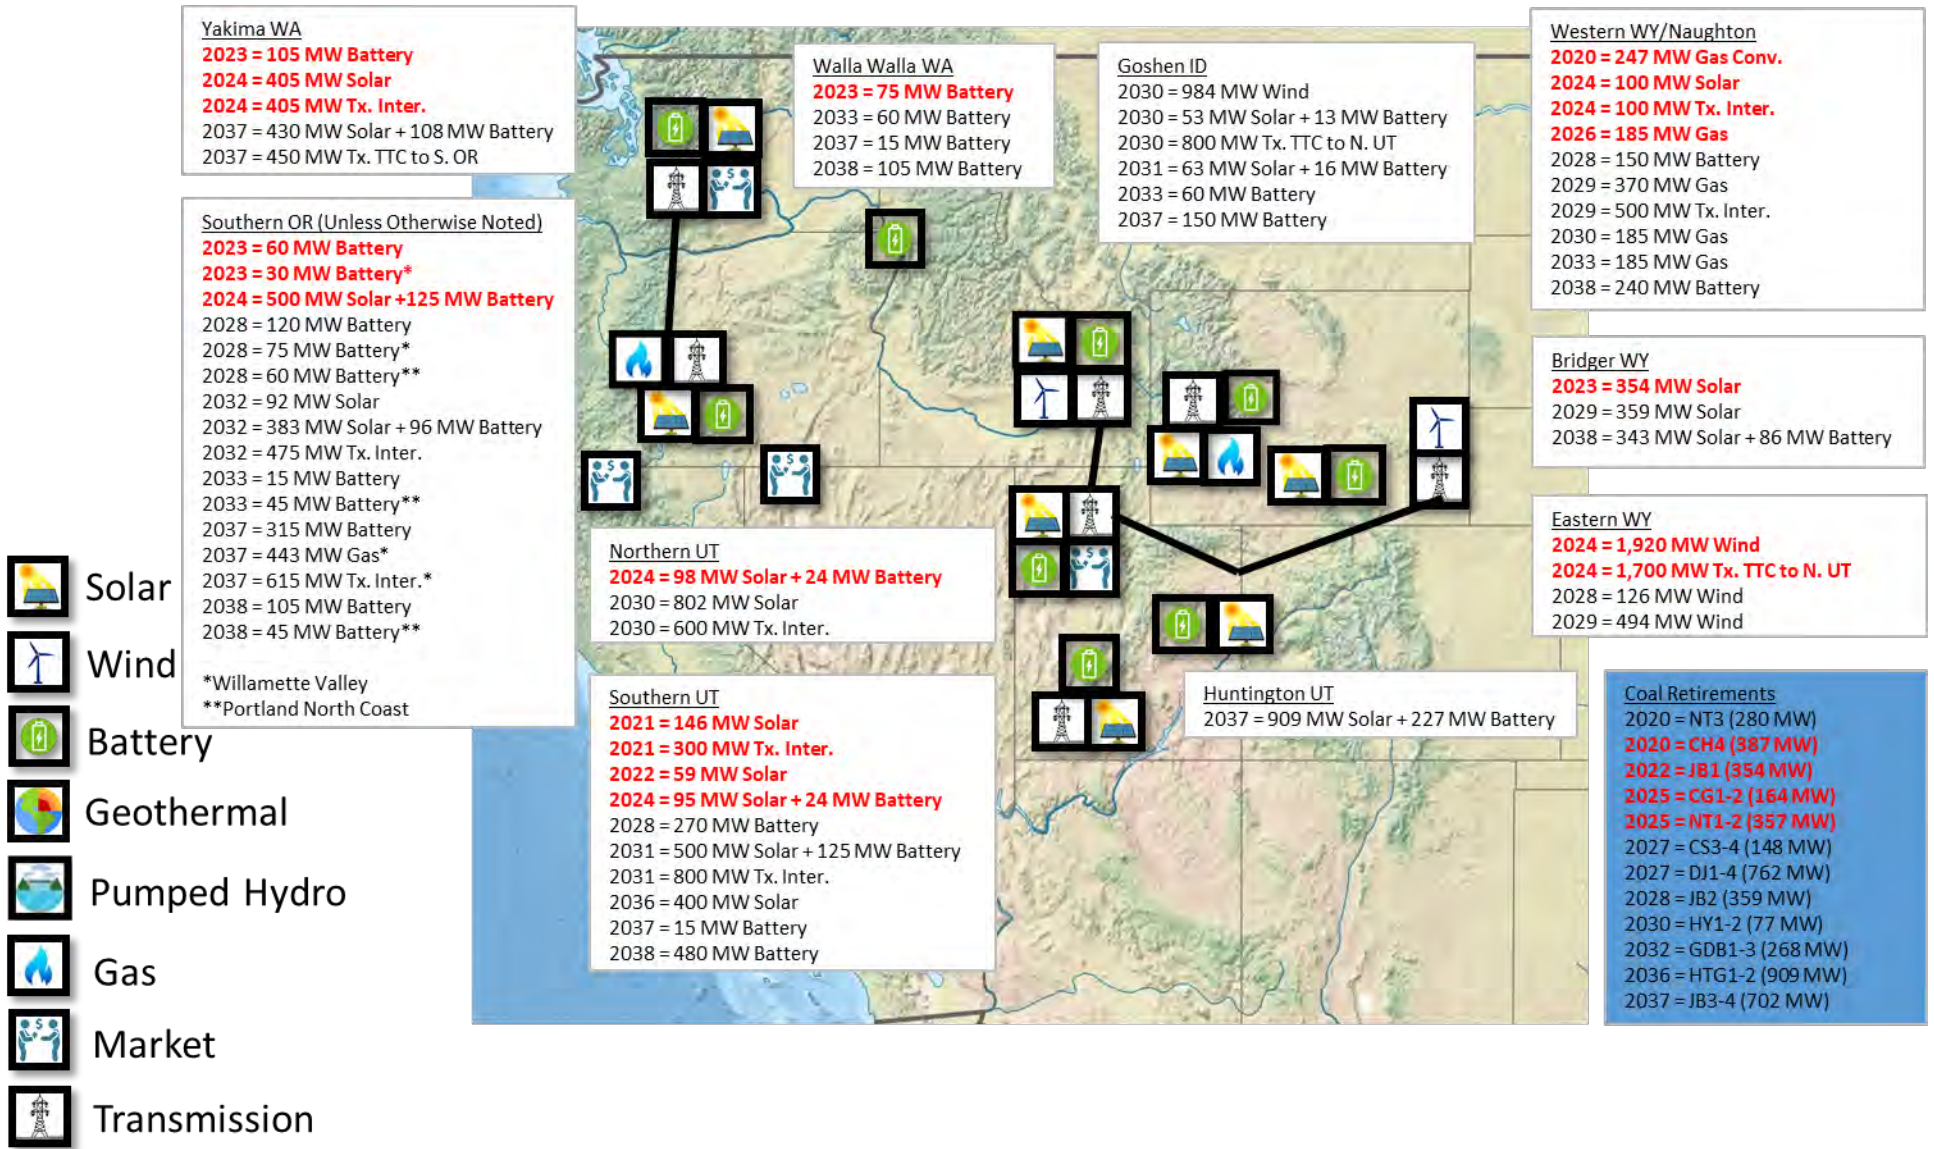 Yakima WA
2023 = 105 MW Battery
2024 = 405 MW Solar
2024 = 405 MW Tx. Inter.
2037 = 430 MW Solar + 108 MW Battery
2037 = 450 MW Tx. TTC to S. OR
Walla Walla WA
2023 = 75 MW Battery
2033 = 60 MW Battery
2037 = 15 MW Battery
2038 = 105 MW Battery
Goshen ID
2030 = 984 MW Wind
2030 = 53 MW Solar + 13 MW Battery
2030 = 800 MW Tx. TTC to N. UT
2031 = 63 MW Solar + 16 MW Battery
2033 = 60 MW Battery
2037 = 150 MW Battery
Western WY/Naughton
2020 = 247 MW Gas Conv.
2024 = 100 MW Solar
2024 = 100 MW Tx. Inter.
2026 = 185 MW Gas
2028 = 150 MW Battery
2029 = 370 MW Gas
2029 = 500 MW Tx. Inter.
2030 = 185 MW Gas
2033 = 185 MW Gas
2038 = 240 MW Battery
Southern OR (Unless Otherwise Noted)
2023 = 60 MW Battery
2023 = 30 MW Battery*
2024 = 500 MW Solar +125 MW Battery
2028 = 120 MW Battery
2028 = 75 MW Battery*
2028 = 60 MW Battery**
2032 = 92 MW Solar
2032 = 383 MW Solar + 96 MW Battery
2032 = 475 MW Tx. Inter.
2033 = 15 MW Battery
2033 = 45 MW Battery**
2037 = 315 MW Battery
2037 = 443 MW Gas*
2037 = 615 MW Tx. Inter.*
2038 = 105 MW Battery
2038 = 45 MW Battery**
*Willamette Valley
**Portland North Coast
Bridger WY
2023 = 354 MW Solar
2029 = 359 MW Solar
2038 = 343 MW Solar + 86 MW Battery
Eastern WY
2024 = 1,920 MW Wind
2024 = 1,700 MW Tx. TTC to N. UT
2028 = 126 MW Wind
2029 = 494 MW Wind
Northern UT
2024 = 98 MW Solar + 24 MW Battery
2030 = 802 MW Solar
2030 = 600 MW Tx. Inter.
Southern UT
2021 = 146 MW Solar
2021 = 300 MW Tx. Inter.
2022 = 59 MW Solar
2024 = 95 MW Solar + 24 MW Battery
2028 = 270 MW Battery
2031 = 500 MW Solar + 125 MW Battery
2031 = 800 MW Tx. Inter.
2036 = 400 MW Solar
2037 = 15 MW Battery
2038 = 480 MW Battery
Huntington UT
2037 = 909 MW Solar + 227 MW Battery
Coal Retirements
2020 = NT3 (280 MW)
2020 = CH4 (387 MW)
2022 = JB1 (354 MW)
2025 = CG1-2 (164 MW)
2025 = NT1-2 (357 MW)
2027 = CS3-4 (148 MW)
2027 = DJ1-4 (762 MW)
2028 = JB2 (359 MW)
2030 = HY1-2 (77 MW)
2032 = GDB1-3 (268 MW)
2036 = HTG1-2 (909 MW)
2037 = JB3-4 (702 MW)
Solar
Wind
Battery
Geothermal
Pumped Hydro
Gas
Market
Transmission